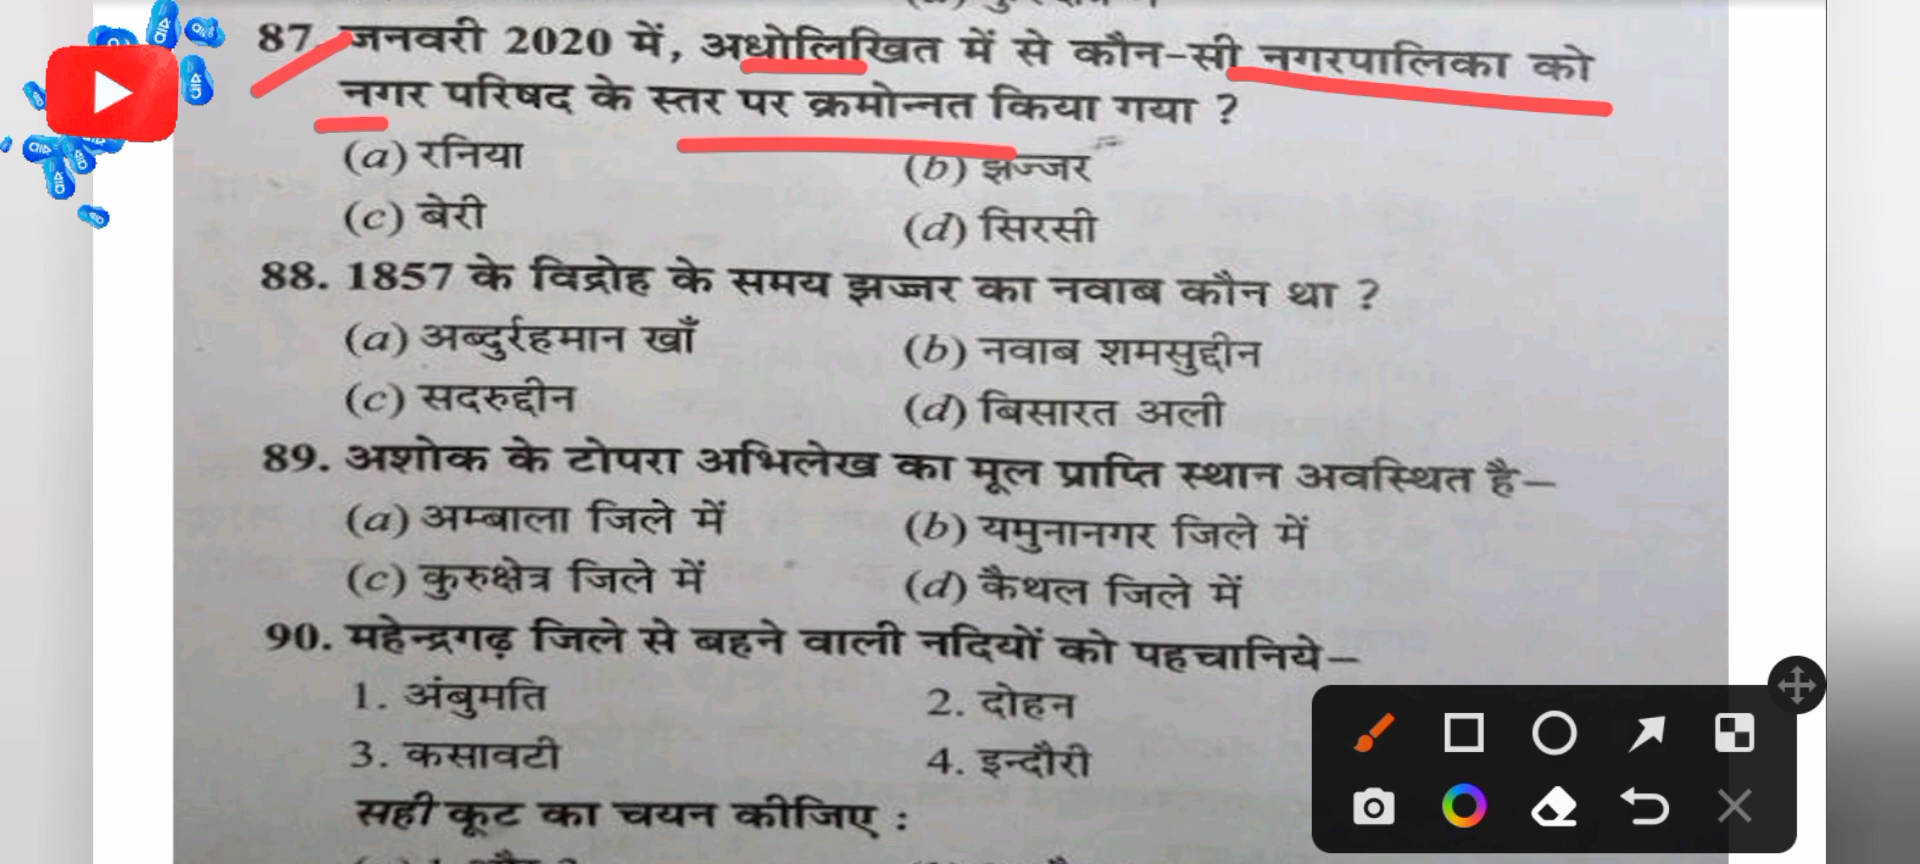 87. जनवरी 2020 में, अधोलिखित में से कौन-सी नगरपालिका को
नगर परिषद के स्तर पर क्रमोन्नत किया गया ?
(a) रनिया (b) झज्जर
(c) बेरी (d) सिरसी
88. 1857 के विद्रोह के समय झज्जर का नवाब कौन था ?
(a) अब्दुर्रहमान खाँ (b) नवाब शमसुद्दीन
(c) सदरुद्दीन (d) बिसारत अली
89. अशोक के टोपरा अभिलेख का मूल प्राप्ति स्थान अवस्थित है–
(a) अम्बाला जिले में (b) यमुनानगर जिले में
(c) कुरुक्षेत्र जिले में (d) कैथल जिले में
90. महेन्द्रगढ़ जिले से बहने वाली नदियों को पहचानिये–
1. अंबुमति 2. दोहन
3. कसावटी 4. इन्दौरी
सही कूट का चयन कीजिए :